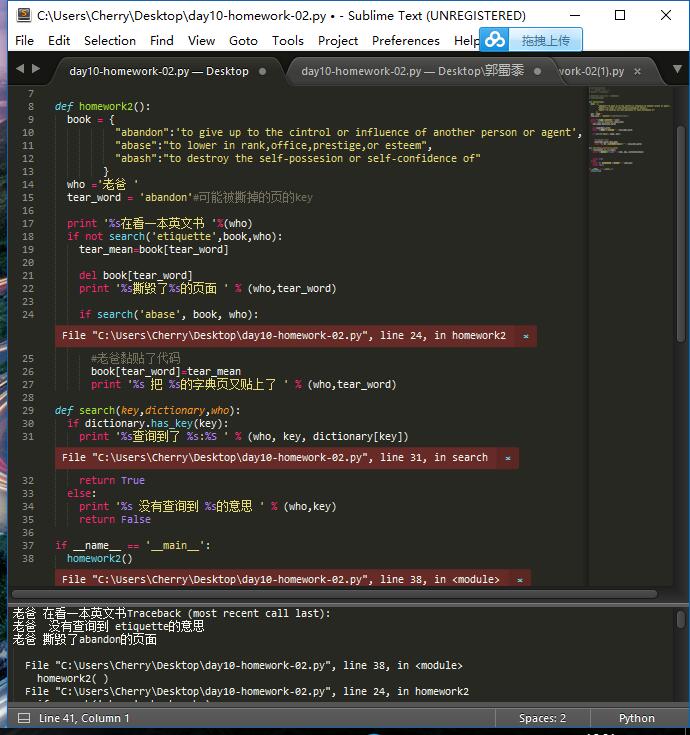 C:\Users\Cherry\Desktop\day10-homework-02.py • - Sublime Text (UNREGISTERED)
File Edit Selection Find View Goto Tools Project Preferences Help
拖拽上传
day10-homework-02.py — Desktop
day10-homework-02.py — Desktop\郭蜀黍
work-02(1).py
7
8 def homework2():
9 book = {
10 "abandon":'to give up to the cintrol or influence of another person or agent',
11 "abase":"to lower in rank,office,prestige,or esteem",
12 "abash":"to destroy the self-possesion or self-confidence of"
13 }
14 who ='老爸 '
15 tear_word = 'abandon'#可能被撕掉的页的key
16
17 print '%s在看一本英文书 '%(who)
18 if not search('etiquette',book,who):
19 tear_mean=book[tear_word]
20
21 del book[tear_word]
22 print '%s撕毁了%s的页面 ' % (who,tear_word)
23
24 if search('abase', book, who):
File "C:\Users\Cherry\Desktop\day10-homework-02.py", line 24, in homework2 ×
25 #老爸黏贴了代码
26 book[tear_word]=tear_mean
27 print '%s 把 %s的字典页又贴上了 ' % (who,tear_word)
28
29 def search(key,dictionary,who):
30 if dictionary.has_key(key):
31 print '%s查询到了 %s:%S ' % (who, key, dictionary[key])
File "C:\Users\Cherry\Desktop\day10-homework-02.py", line 31, in search ×
32 return True
33 else:
34 print '%s 没有查询到 %s的意思 ' % (who,key)
35 return False
36
37 if __name__ == '__main__':
38 homework2()
File "C:\Users\Cherry\Desktop\day10-homework-02.py", line 38, in <module> ×
老爸 在看一本英文书Traceback (most recent call last):
老爸 没有查询到 etiquette的意思
老爸 撕毁了abandon的页面
File "C:\Users\Cherry\Desktop\day10-homework-02.py", line 38, in <module>
homework2( )
File "C:\Users\Cherry\Desktop\day10-homework-02.py", line 24, in homework2
Line 41, Column 1
Spaces: 2
Python